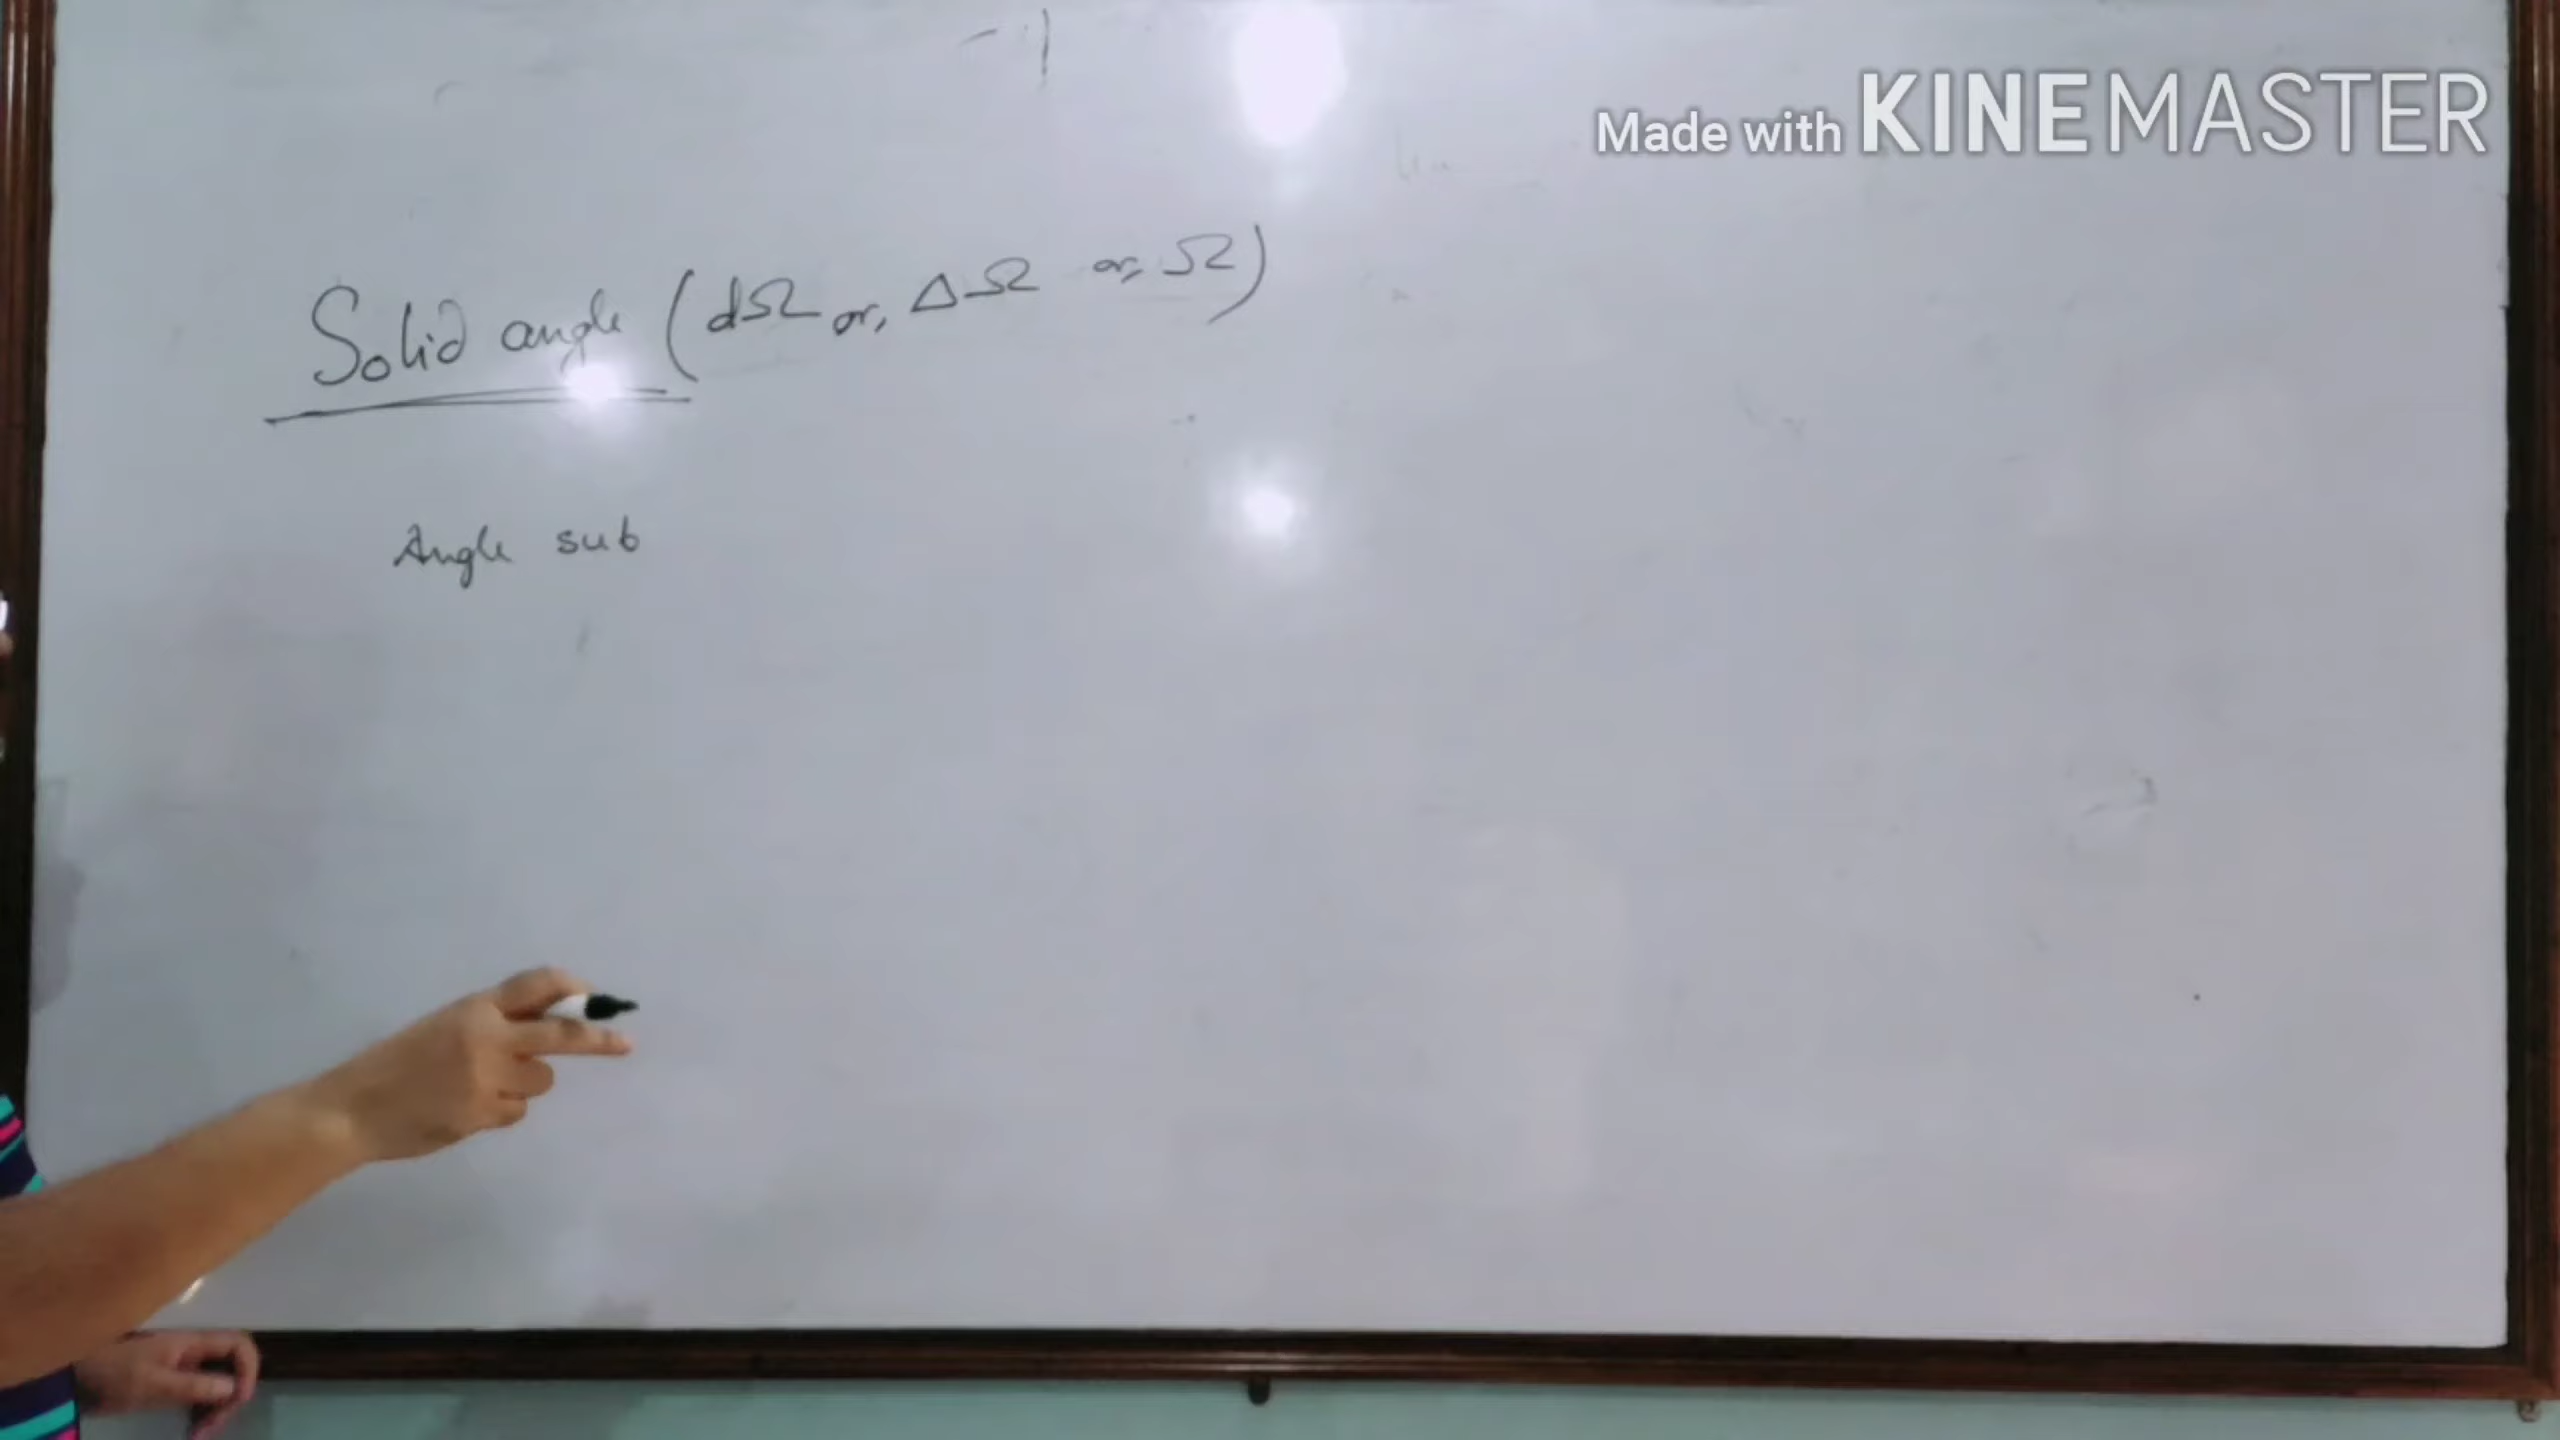 Made with KINEMASTER
Solid angle (dΩ or, ΔΩ or, Ω)
Angle sub